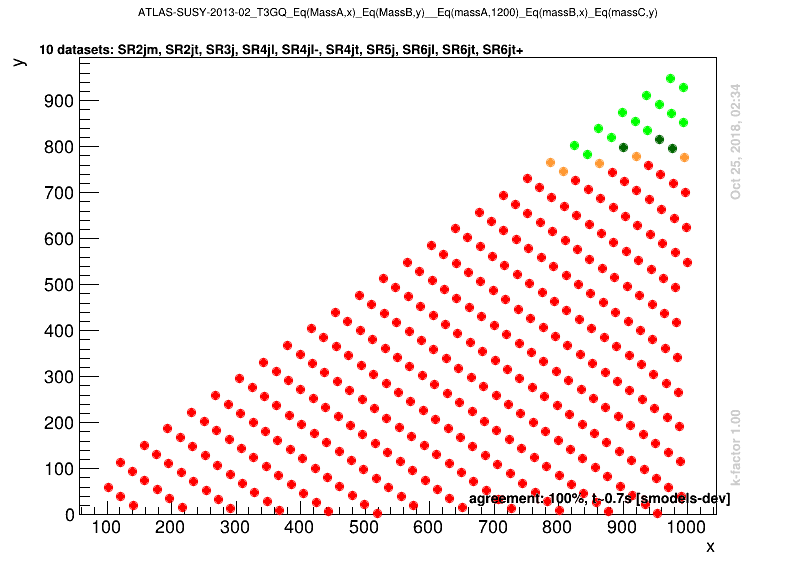 ATLAS-SUSY-2013-02_T3GQ_Eq(MassA,x)_Eq(MassB,y)__Eq(massA,1200)_Eq(massB,x)_Eq(massC,y)
10 datasets: SR2jm, SR2jt, SR3j, SR4jl, SR4jl-, SR4jt, SR5j, SR6jl, SR6jt, SR6jt+
y
900
800
700
600
500
400
300
200
100
0
Oct 25, 2018, 02:34
k-factor 1.00
agreement: 100%, t~0.7s [smodels-dev]
100 200 300 400 500 600 700 800 900 1000
x